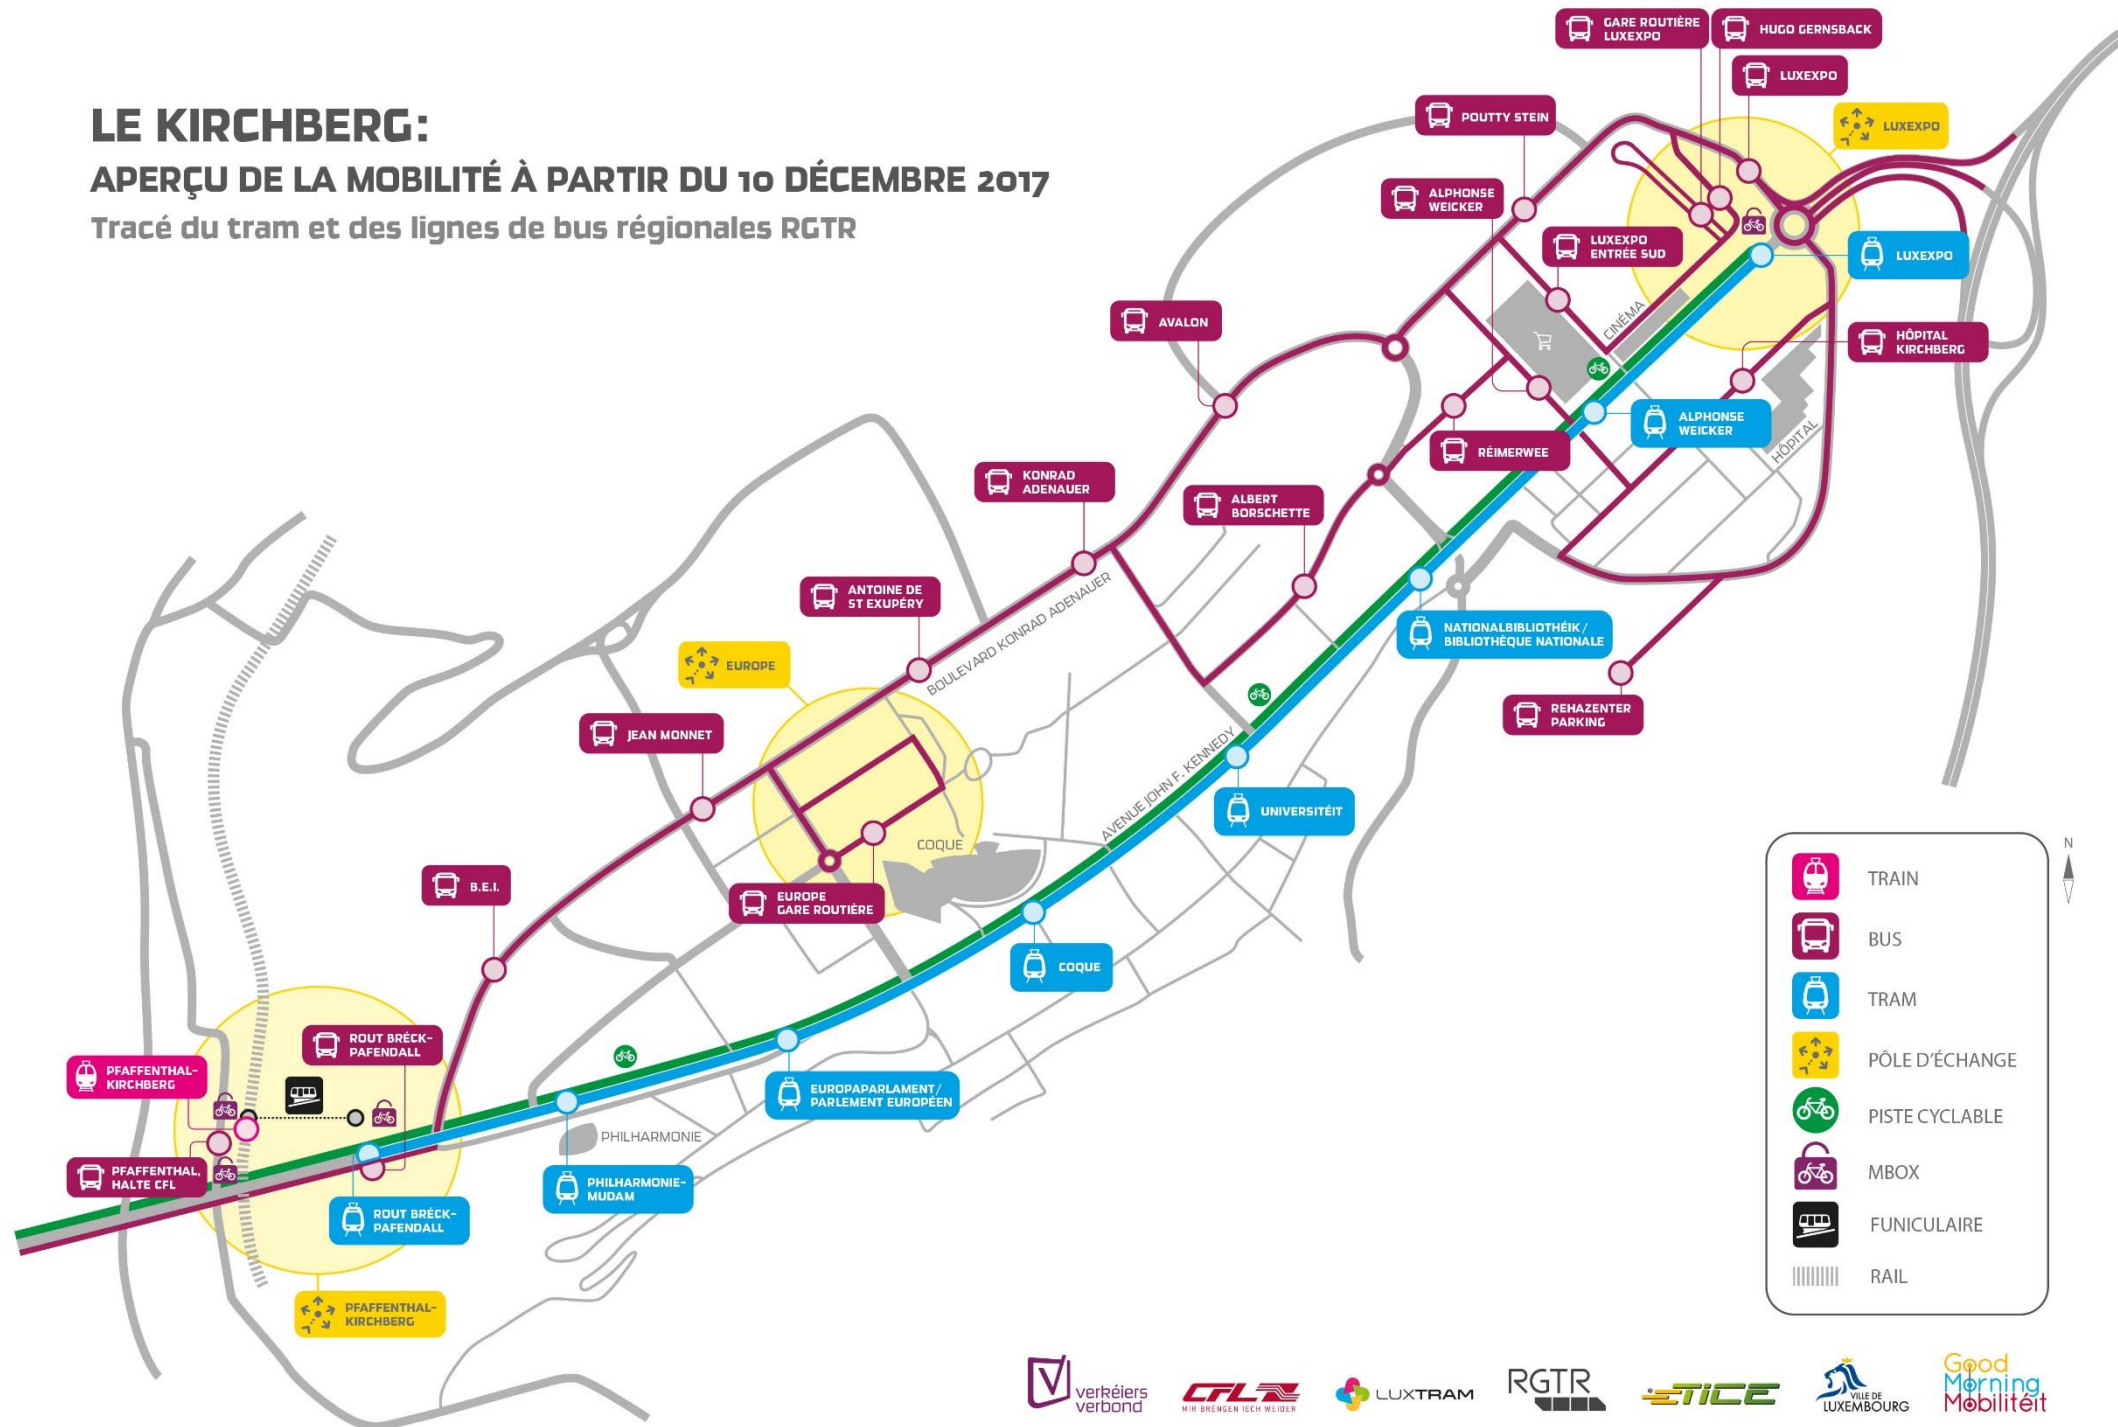 LE KIRCHBERG:
APERÇU DE LA MOBILITÉ À PARTIR DU 10 DÉCEMBRE 2017
Tracé du tram et des lignes de bus régionales RGTR
GARE ROUTIÈRE
LUXEXPO
HUGO GERNSBACK
LUXEXPO
POUTTY STEIN
LUXEXPO
ALPHONSE
WEICKER
LUXEXPO
ENTRÉE SUD
LUXEXPO
AVALON
CINÉMA
HÔPITAL
KIRCHBERG
ALPHONSE
WEICKER
HÔPITAL
RÉIMERWEE
KONRAD
ADENAUER
ALBERT
BORSCHETTE
ANTOINE DE
ST EXUPÉRY
BOULEVARD KONRAD ADENAUER
NATIONALBIBLIOTHÉIK /
BIBLIOTHÈQUE NATIONALE
EUROPE
REHAZENTER
PARKING
JEAN MONNET
AVENUE JOHN F. KENNEDY
UNIVERSITÉIT
COQUE
B.E.I.
EUROPE
GARE ROUTIÈRE
COQUE
ROUT BRÉCK-
PAFENDALL
PFAFFENTHAL-
KIRCHBERG
EUROPAPARLAMENT/
PARLEMENT EUROPÉEN
PHILHARMONIE
PFAFFENTHAL,
HALTE CFL
PHILHARMONIE-
MUDAM
ROUT BRÉCK-
PAFENDALL
PFAFFENTHAL-
KIRCHBERG
N
TRAIN
BUS
TRAM
PÔLE D'ÉCHANGE
PISTE CYCLABLE
MBOX
FUNICULAIRE
RAIL
verkéiers
verbond
CFL
MIR BRÉNGEN IECH WEIDER
LUXTRAM
RGTR
TICE
VILLE DE
LUXEMBOURG
Good
Morning
Mobilitéit